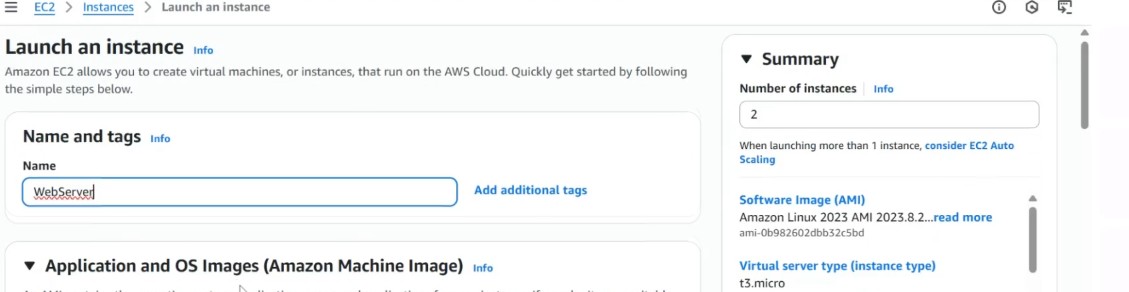 EC2 > Instances > Launch an instance
Launch an instance Info
Amazon EC2 allows you to create virtual machines, or instances, that run on the AWS Cloud. Quickly get started by following
the simple steps below.
Name and tags Info
Name
WebServer
Add additional tags
Application and OS Images (Amazon Machine Image) Info
Summary
Number of instances Info
2
When launching more than 1 instance, consider EC2 Auto
Scaling
Software Image (AMI)
Amazon Linux 2023 AMI 2023.8.2...read more
ami-0b982602dbb32c5bd
Virtual server type (instance type)
t3.micro